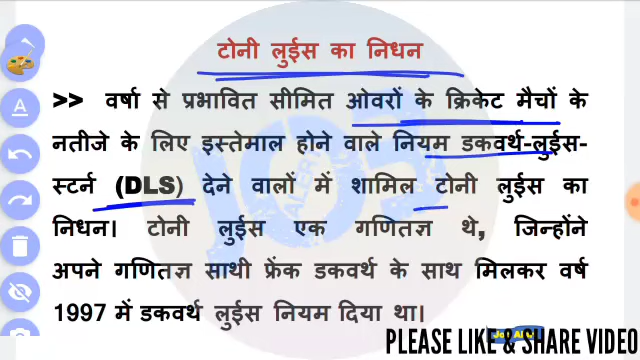 टोनी लुईस का निधन
>> वर्षा से प्रभावित सीमित ओवरों के क्रिकेट मैचों के
नतीजे के लिए इस्तेमाल होने वाले नियम डकवर्थ-लुईस-
स्टर्न (DLS) देने वालों में शामिल टोनी लुईस का
निधन। टोनी लुईस एक गणितज्ञ थे, जिन्होंने
अपने गणितज्ञ साथी फ्रेंक डकवर्थ के साथ मिलकर वर्ष
1997 में डकवर्थ लुईस नियम दिया था।
PLEASE LIKE & SHARE VIDEO